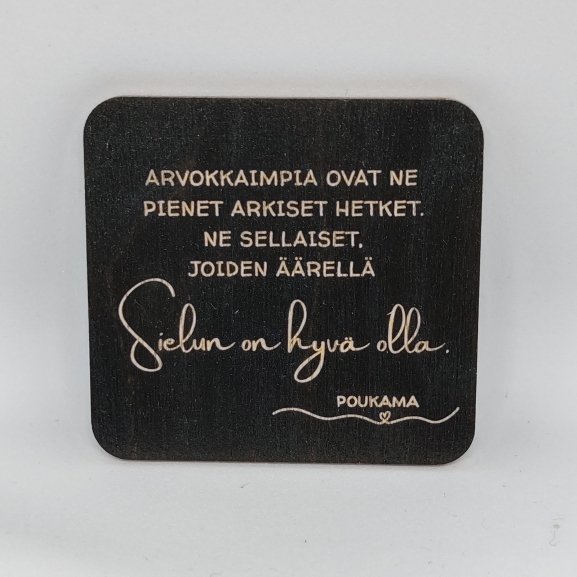 ARVOKKAIMPIA OVAT NE
PIENET ARKISET HETKET.
NE SELLAISET,
JOIDEN ÄÄRELLÄ
Sielun on hyvä olla.
POUKAMA